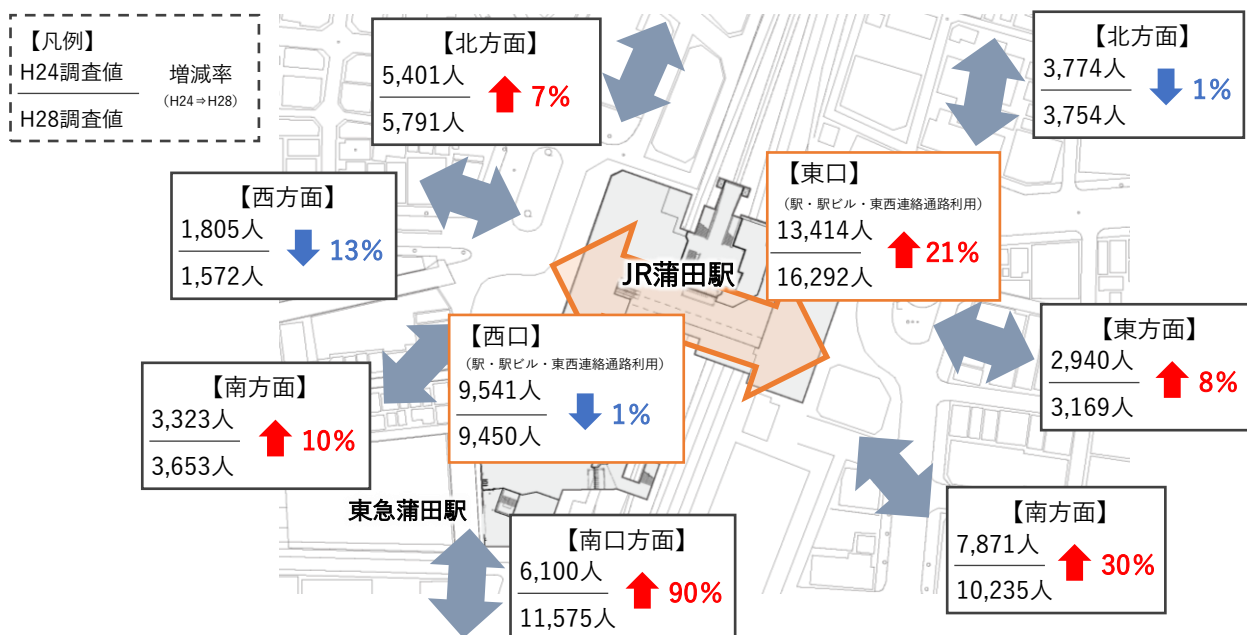 【凡例】
H24調査値
増減率
（H24⇒H28）
H28調査値
【北方面】
5,401人
7%
5,791人
【北方面】
3,774人
1%
3,754人
【西方面】
1,805人
13%
1,572人
【東口】
（駅・駅ビル・東西連絡通路利用）
13,414人
21%
16,292人
JR蒲田駅
【西口】
（駅・駅ビル・東西連絡通路利用）
9,541人
1%
9,450人
【東方面】
2,940人
8%
3,169人
【南方面】
3,323人
10%
3,653人
東急蒲田駅
【南口方面】
6,100人
90%
11,575人
【南方面】
7,871人
30%
10,235人